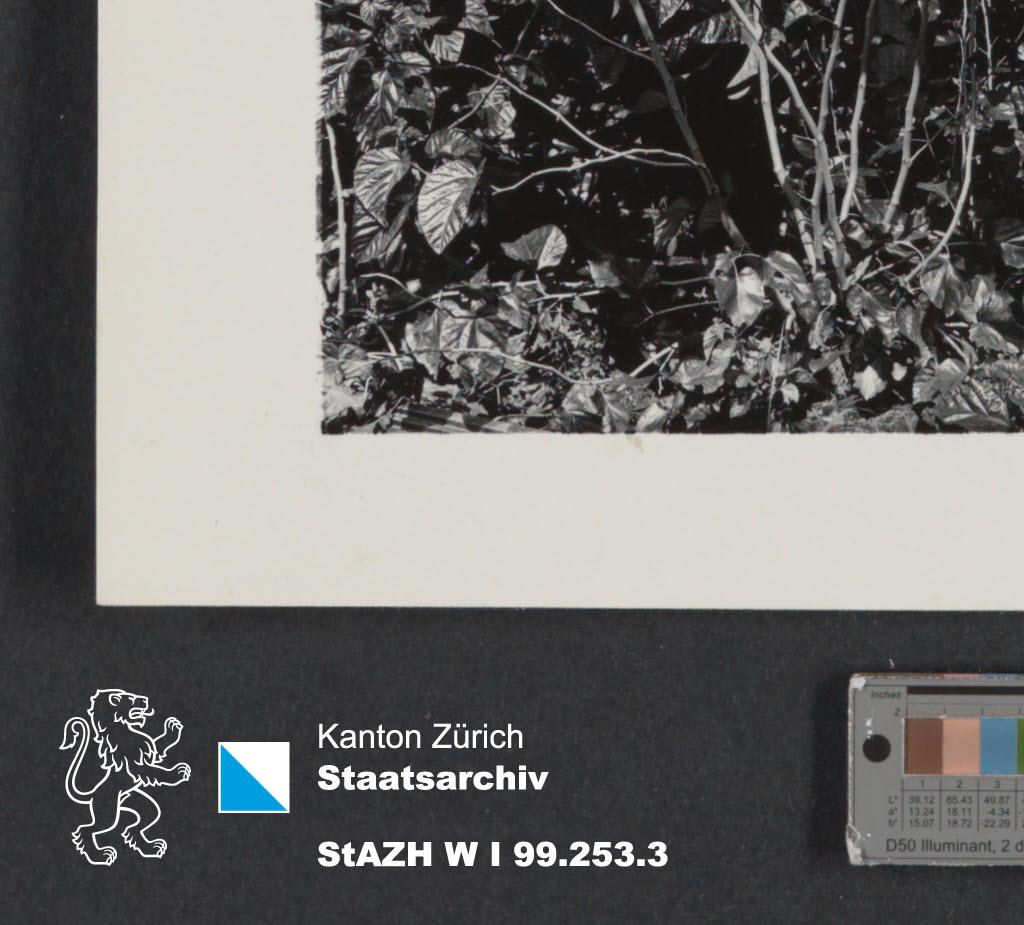 Kanton Zürich
Staatsarchiv
StAZH W I 99.253.3
inches
2
1 2 3
L* 39.12 65.43 49.87
a* 13.24 18.11 -4.34
b* 15.07 18.72 -22.29
D50 Illuminant, 2 d